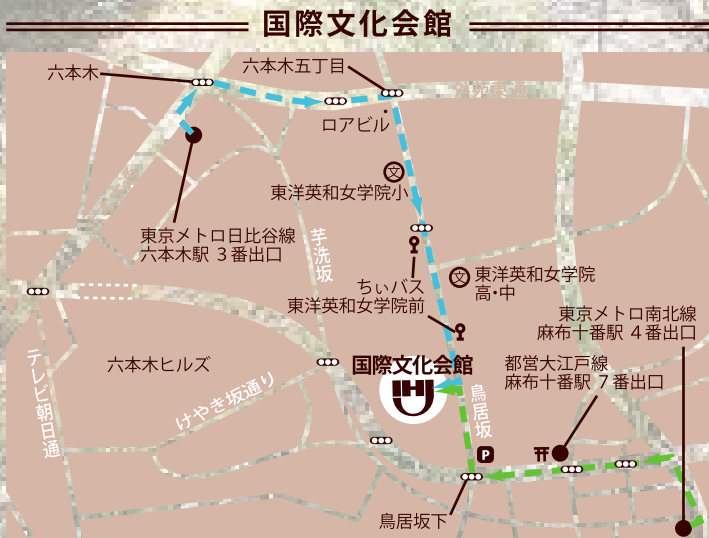 国際文化会館
六本木五丁目
六本木
外苑東通
ロアビル
文
東洋英和女学院小
東京メトロ日比谷線
六本木駅 3番出口
芋洗坂
文
東洋英和女学院
高・中
ちぃバス
東洋英和女学院前
東京メトロ南北線
麻布十番駅 4番出口
六本木ヒルズ
国際文化会館
都営大江戸線
麻布十番駅 7番出口
テレビ朝日通
けやき坂通り
鳥居坂
P
鳥居坂下